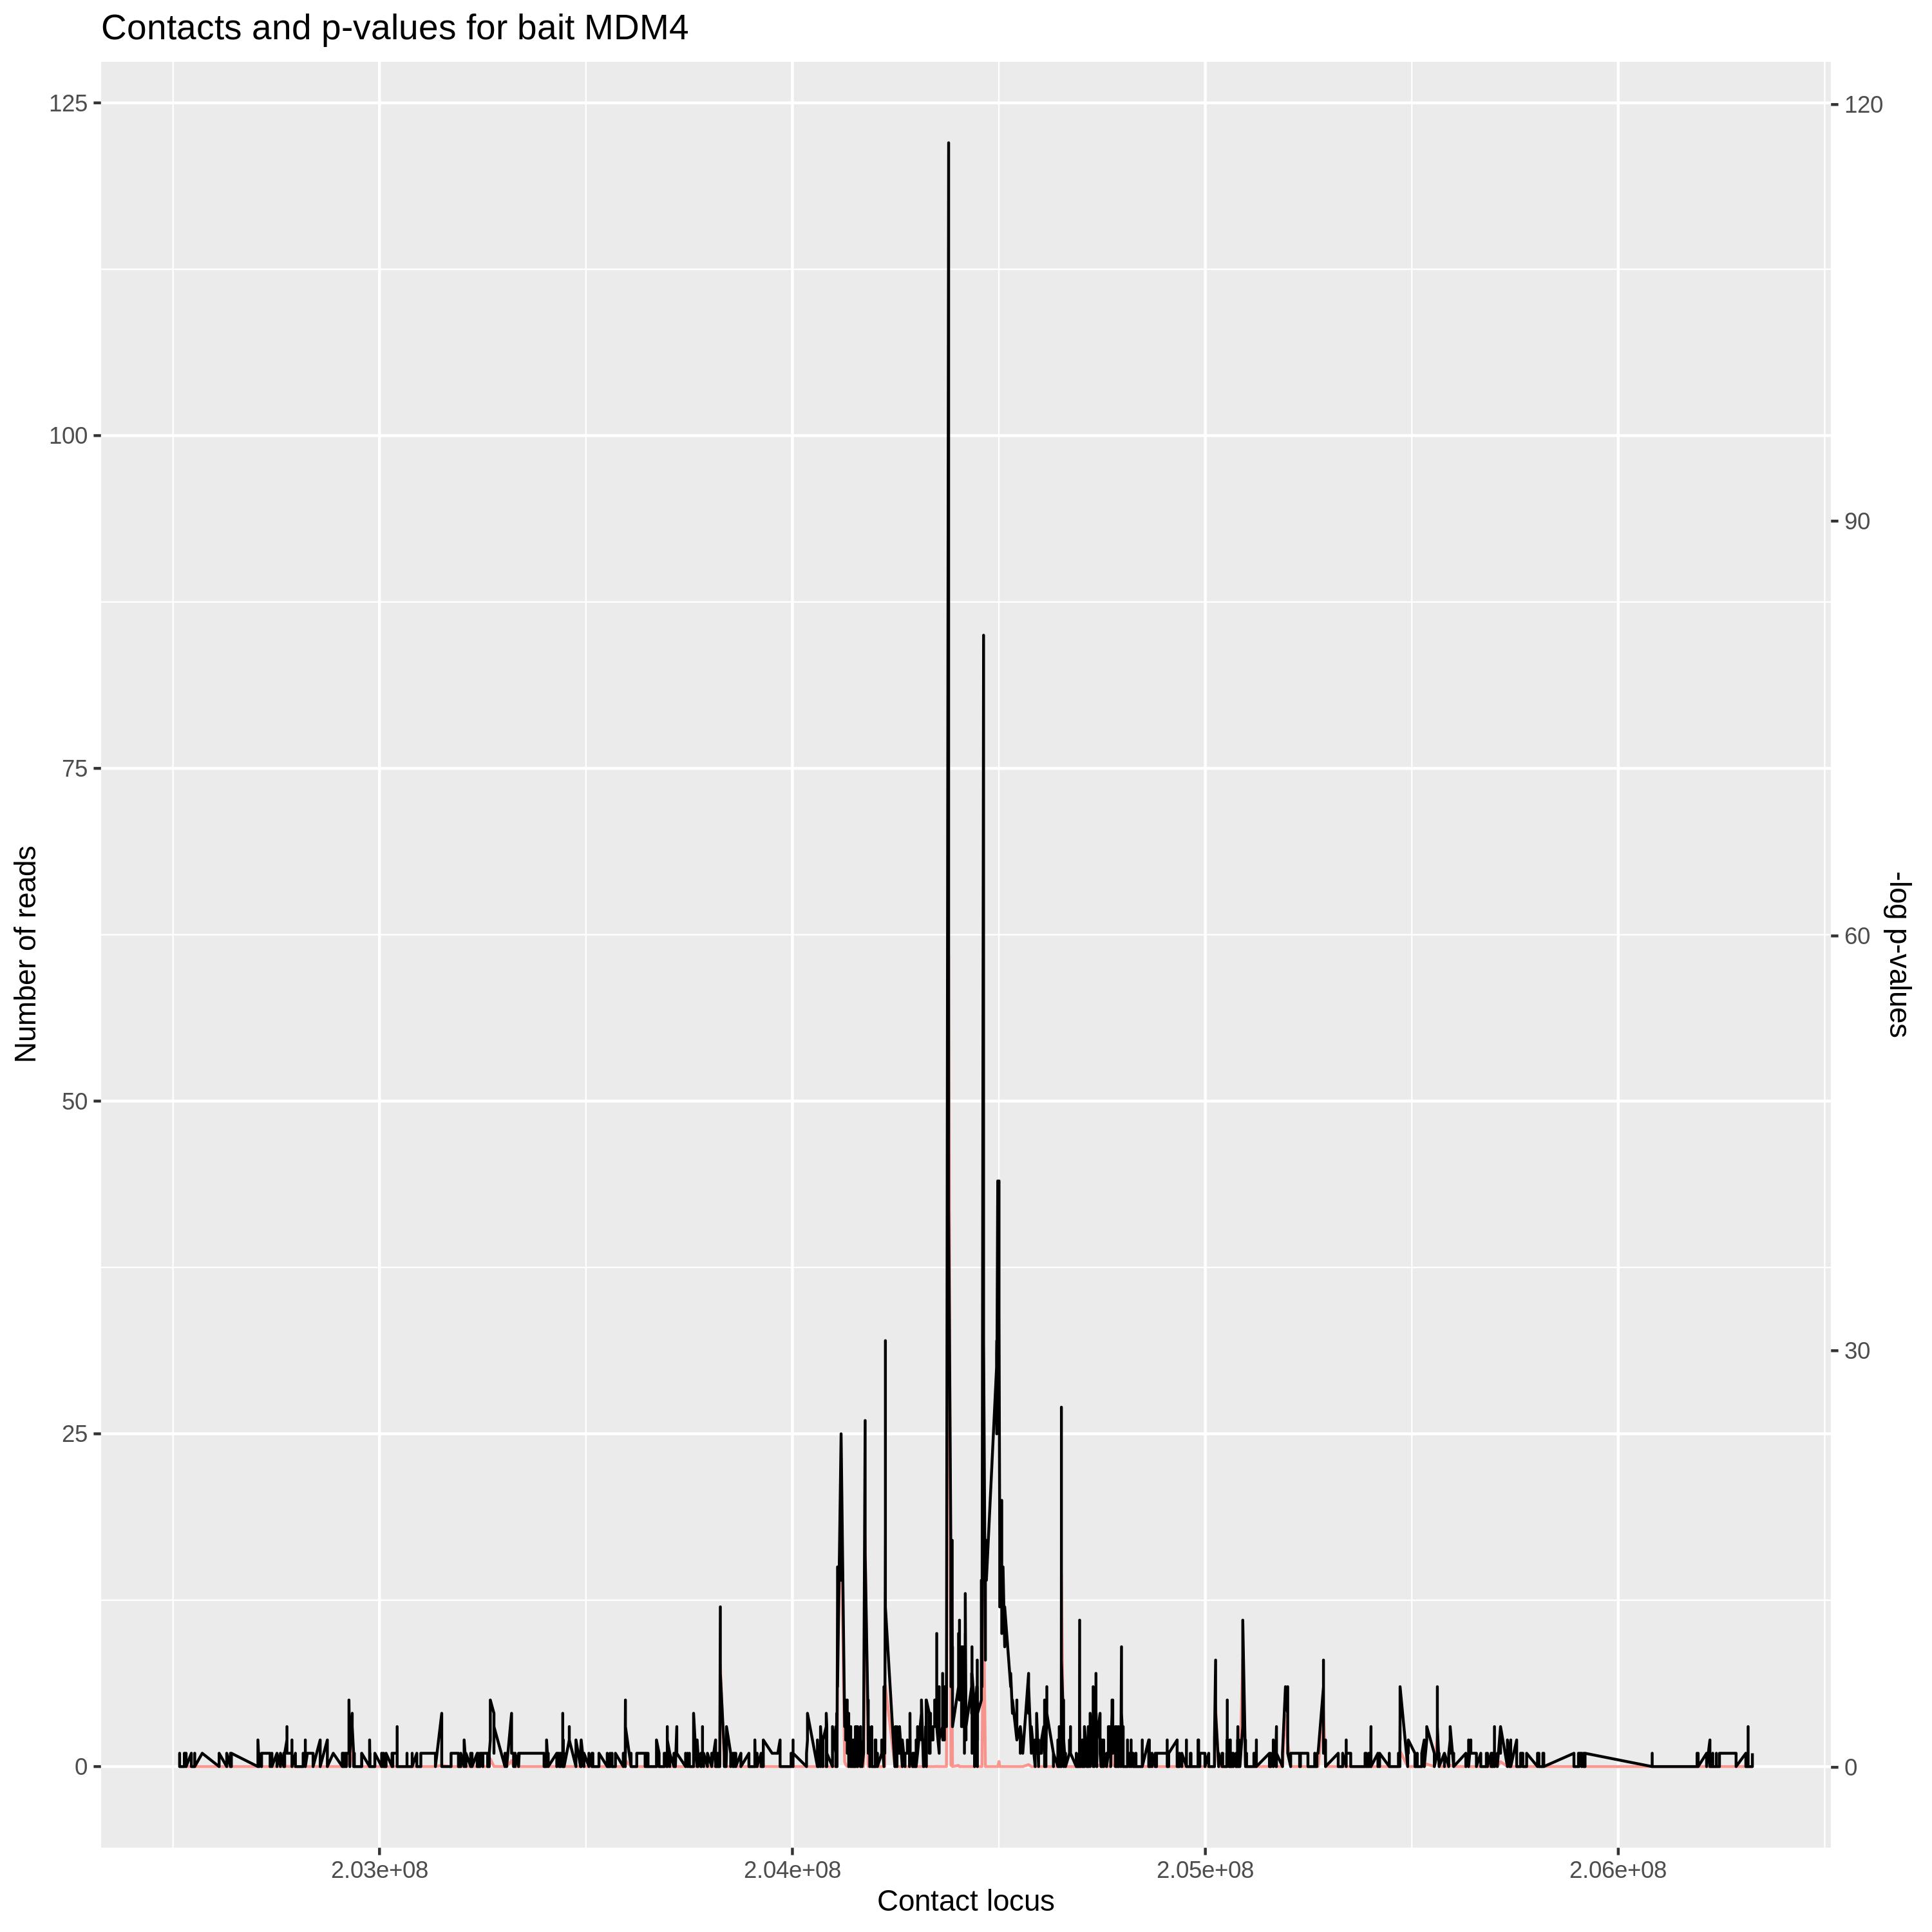 Contacts and p-values for bait MDM4
125
100
75
50
25
0
Number of reads
120
90
60
30
0
-log p-values
2.03e+08
2.04e+08
2.05e+08
2.06e+08
Contact locus